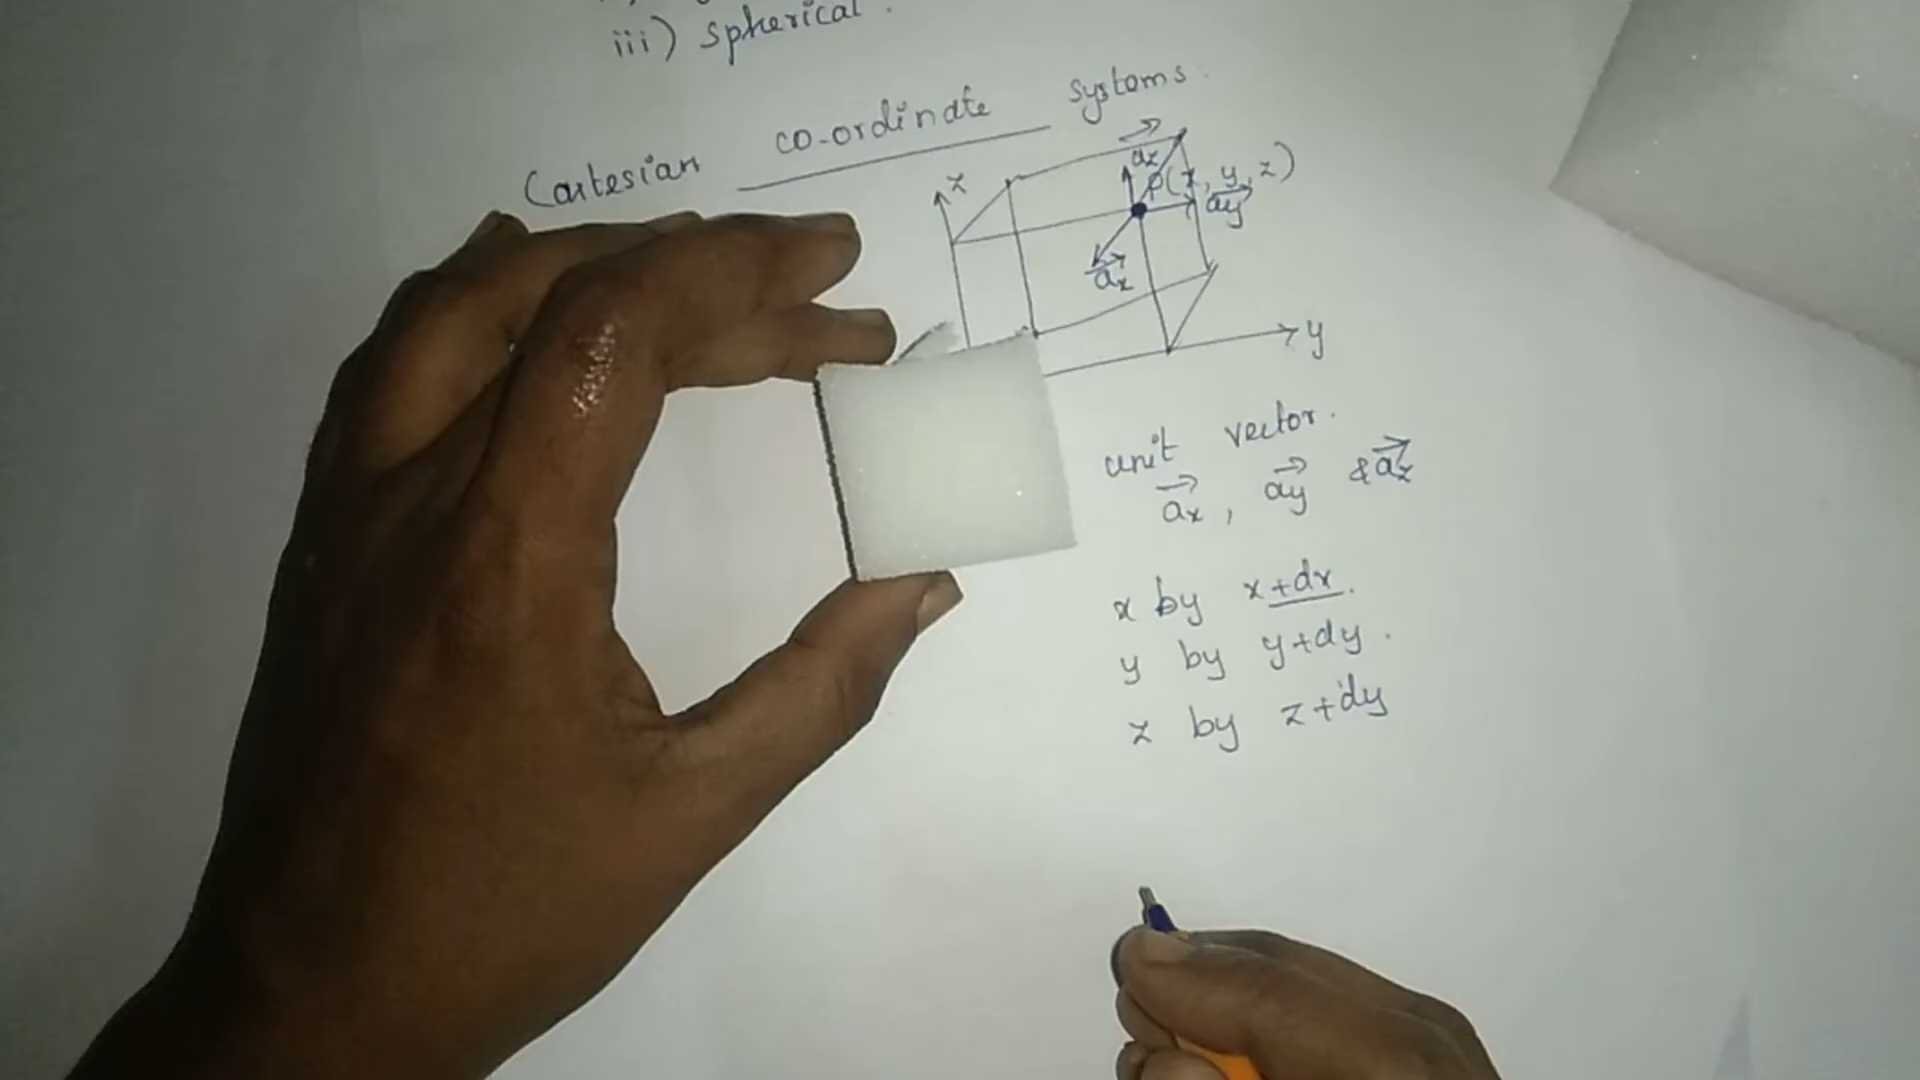 iii) spherical.
Cartesian co-ordinate systems.
z
az
P(x, y, z)
ay
ax
y
unit vector.
ax, ay & az
x by x+dx.
y by y+dy.
z by z+dy